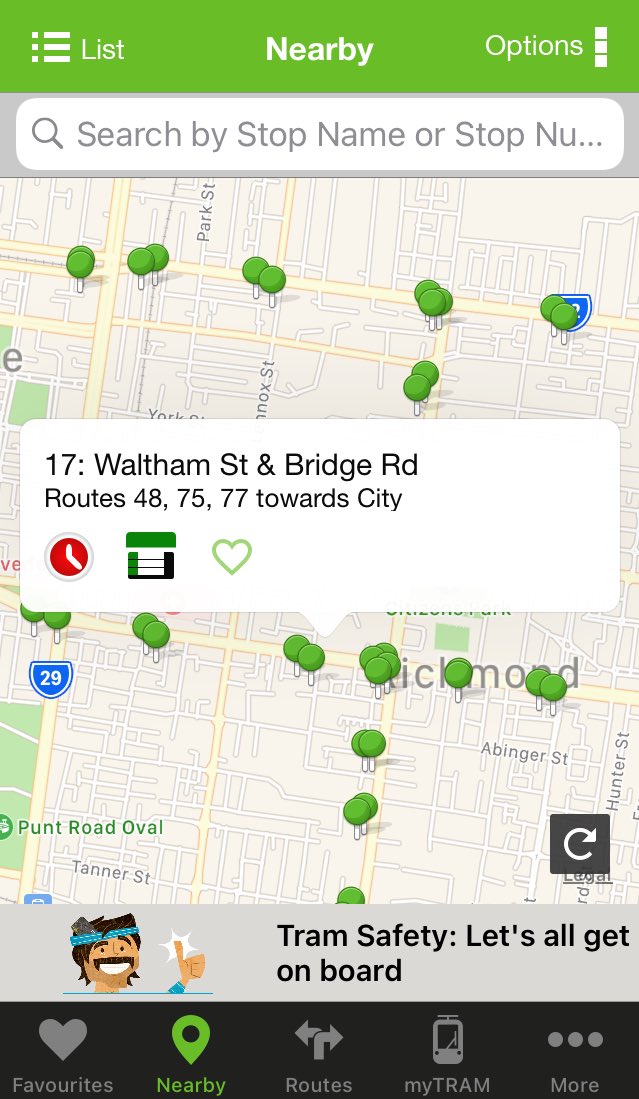 List
Nearby
Options
Search by Stop Name or Stop Nu...
Park St
e
York St
17: Waltham St & Bridge Rd
Routes 48, 75, 77 towards City
29
Richmond
Abinger St
Hunter St
Punt Road Oval
Tanner St
Legal
Tram Safety: Let's all get
on board
Favourites
Nearby
Routes
myTRAM
More